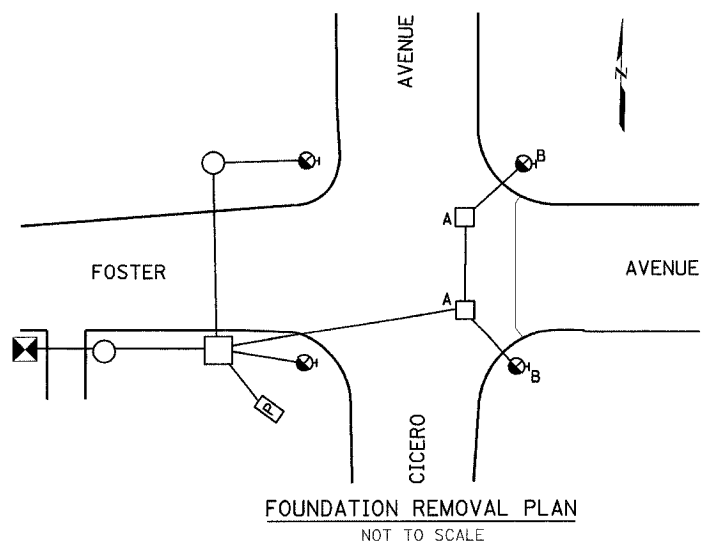 AVENUE
N
B
A
FOSTER
AVENUE
A
B
P
CICERO
FOUNDATION REMOVAL PLAN
NOT TO SCALE